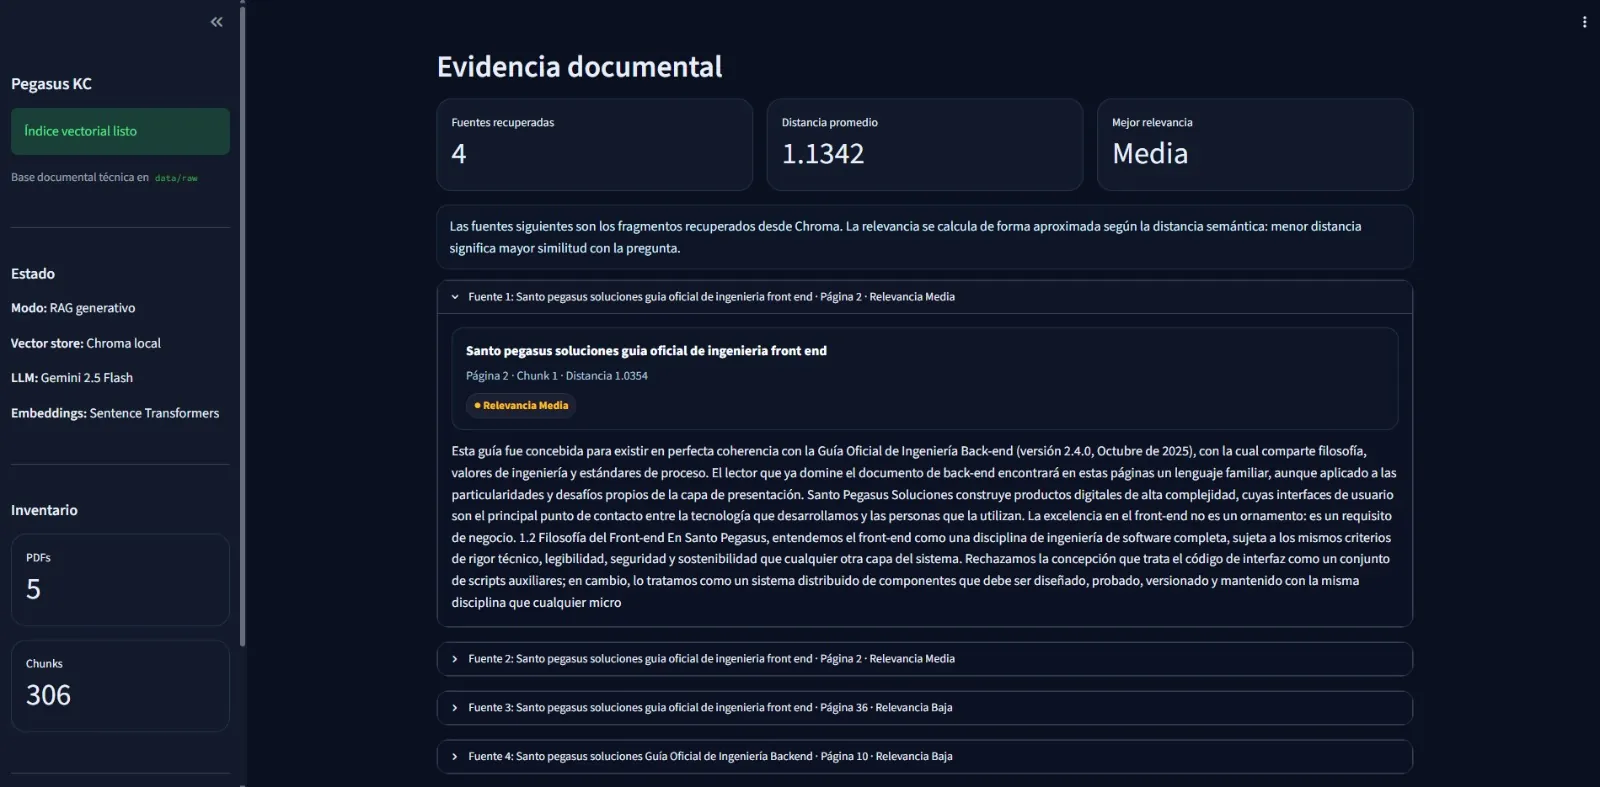 Pegasus KC
Índice vectorial listo
Base documental técnica en data/raw
Estado
Modo: RAG generativo
Vector store: Chroma local
LLM: Gemini 2.5 Flash
Embeddings: Sentence Transformers
Inventario
PDFs
5
Chunks
306
Evidencia documental
Fuentes recuperadas
4
Distancia promedio
1.1342
Mejor relevancia
Media
Las fuentes siguientes son los fragmentos recuperados desde Chroma. La relevancia se calcula de forma aproximada según la distancia semántica: menor distancia
significa mayor similitud con la pregunta.
Fuente 1: Santo pegasus soluciones guia oficial de ingenieria front end · Página 2 · Relevancia Media
Santo pegasus soluciones guia oficial de ingenieria front end
Página 2 · Chunk 1 · Distancia 1.0354
Relevancia Media
Esta guía fue concebida para existir en perfecta coherencia con la Guía Oficial de Ingeniería Back-end (versión 2.4.0, Octubre de 2025), con la cual comparte filosofía,
valores de ingeniería y estándares de proceso. El lector que ya domine el documento de back-end encontrará en estas páginas un lenguaje familiar, aunque aplicado a las
particularidades y desafíos propios de la capa de presentación. Santo Pegasus Soluciones construye productos digitales de alta complejidad, cuyas interfaces de usuario
son el principal punto de contacto entre la tecnología que desarrollamos y las personas que la utilizan. La excelencia en el front-end no es un ornamento: es un requisito
de negocio. 1.2 Filosofía del Front-end En Santo Pegasus, entendemos el front-end como una disciplina de ingeniería de software completa, sujeta a los mismos criterios
de rigor técnico, legibilidad, seguridad y sostenibilidad que cualquier otra capa del sistema. Rechazamos la concepción que trata el código de interfaz como un conjunto
de scripts auxiliares; en cambio, lo tratamos como un sistema distribuido de componentes que debe ser diseñado, probado, versionado y mantenido con la misma
disciplina que cualquier micro
Fuente 2: Santo pegasus soluciones guia oficial de ingenieria front end · Página 2 · Relevancia Media
Fuente 3: Santo pegasus soluciones guia oficial de ingenieria front end · Página 36 · Relevancia Baja
Fuente 4: Santo pegasus soluciones Guía Oficial de Ingeniería Backend · Página 10 · Relevancia Baja